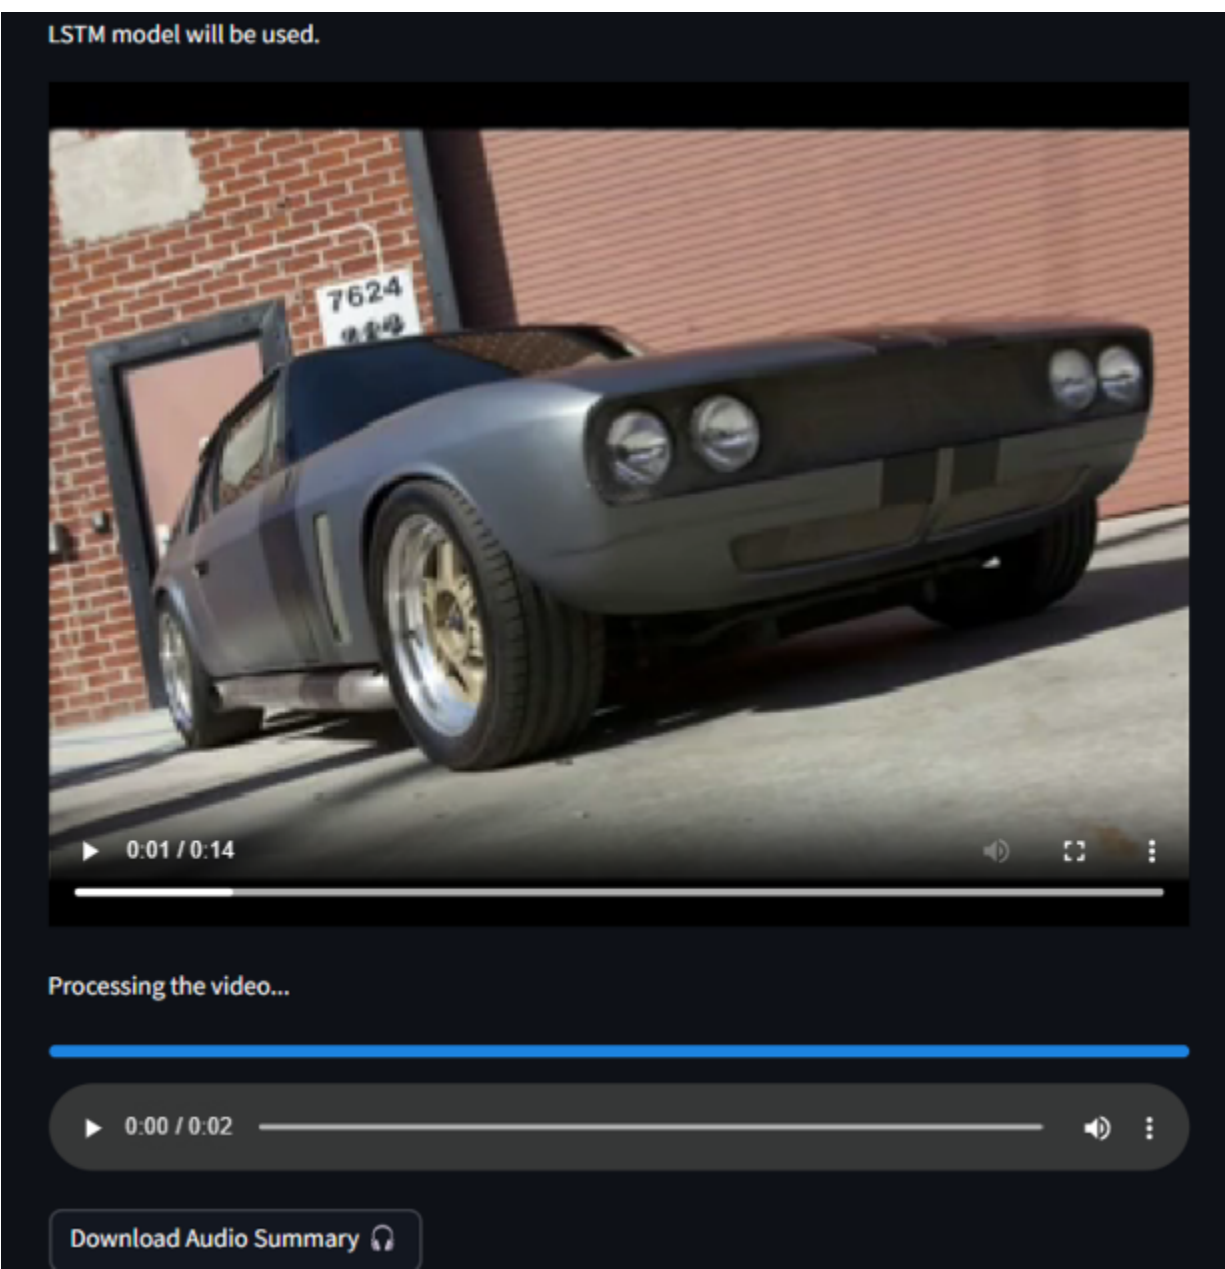 LSTM model will be used.
7624
0:01 / 0:14
Processing the video...
0:00 / 0:02
Download Audio Summary